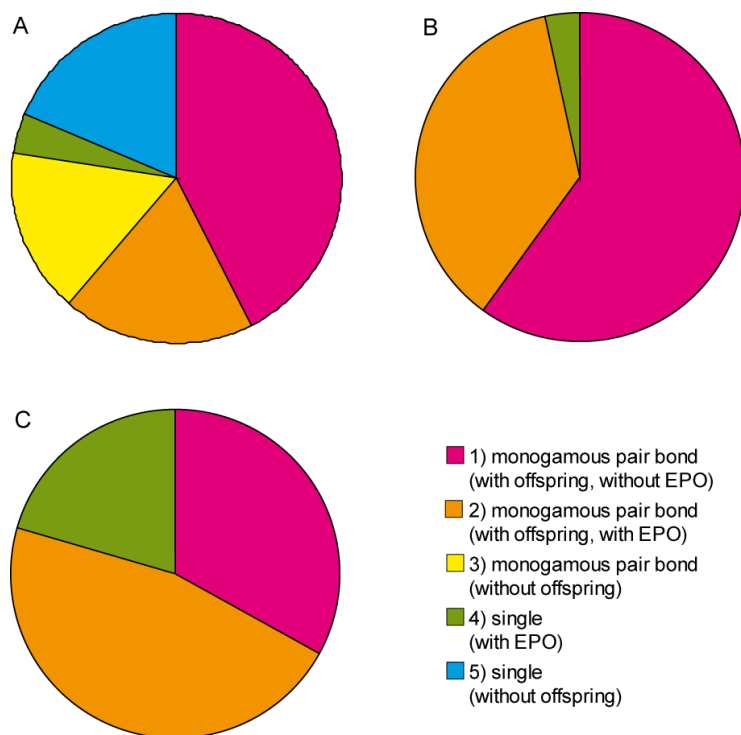 A
B
C
1) monogamous pair bond
(with offspring, without EPO)
2) monogamous pair bond
(with offspring, with EPO)
3) monogamous pair bond
(without offspring)
4) single
(with EPO)
5) single
(without offspring)